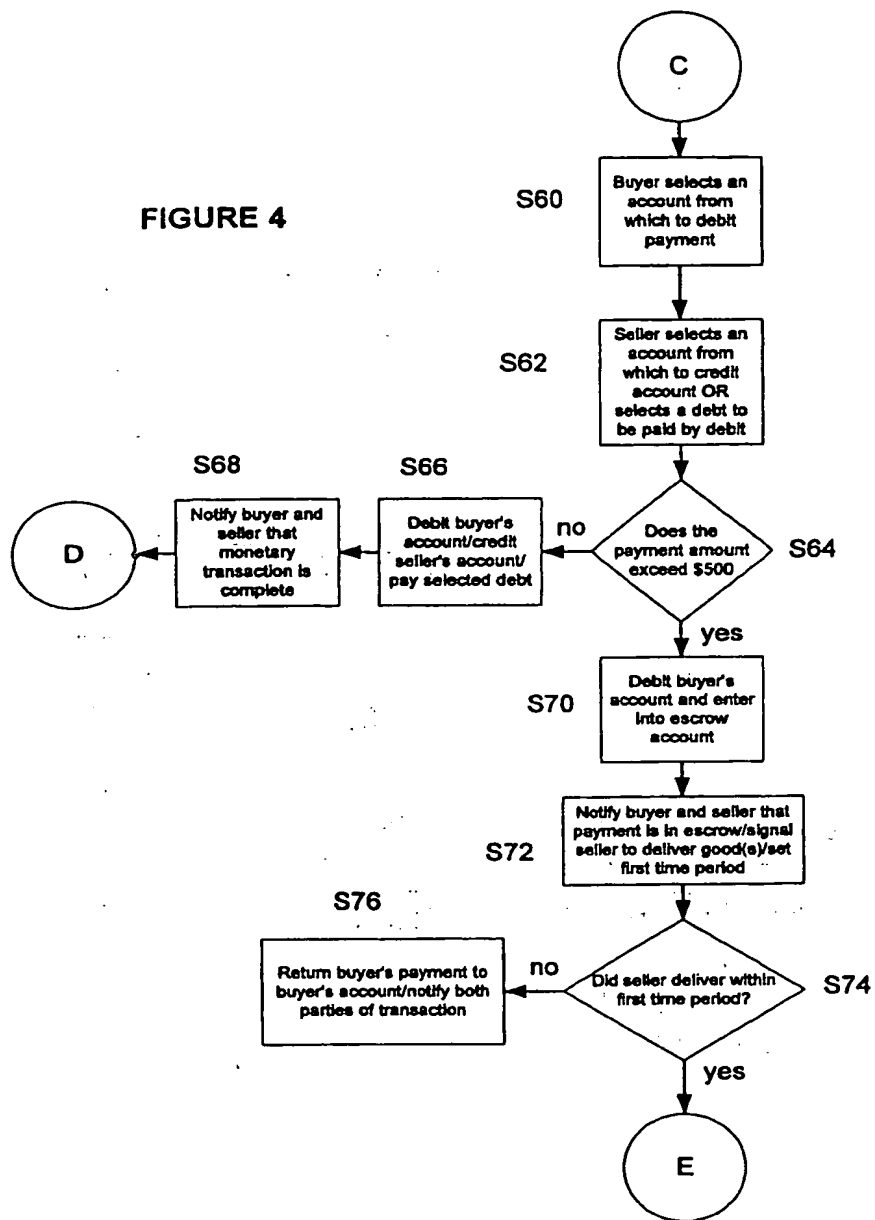 C
S60
Buyer selects an
account from
which to debit
payment
FIGURE 4
S62
Seller selects an
account from
which to credit
account OR
selects a debt to
be paid by debit
S68
S66
D
Notify buyer and
seller that
monetary
transaction is
complete
Debit buyer's
account/credit
seller's account/
pay selected debt
no
Does the
payment amount
exceed $500
S64
yes
S70
Debit buyer's
account and enter
into escrow
account
S72
Notify buyer and seller that
payment is in escrow/signal
seller to deliver good(s)/set
first time period
S76
Return buyer's payment to
buyer's account/notify both
parties of transaction
no
Did seller deliver within
first time period?
S74
yes
E